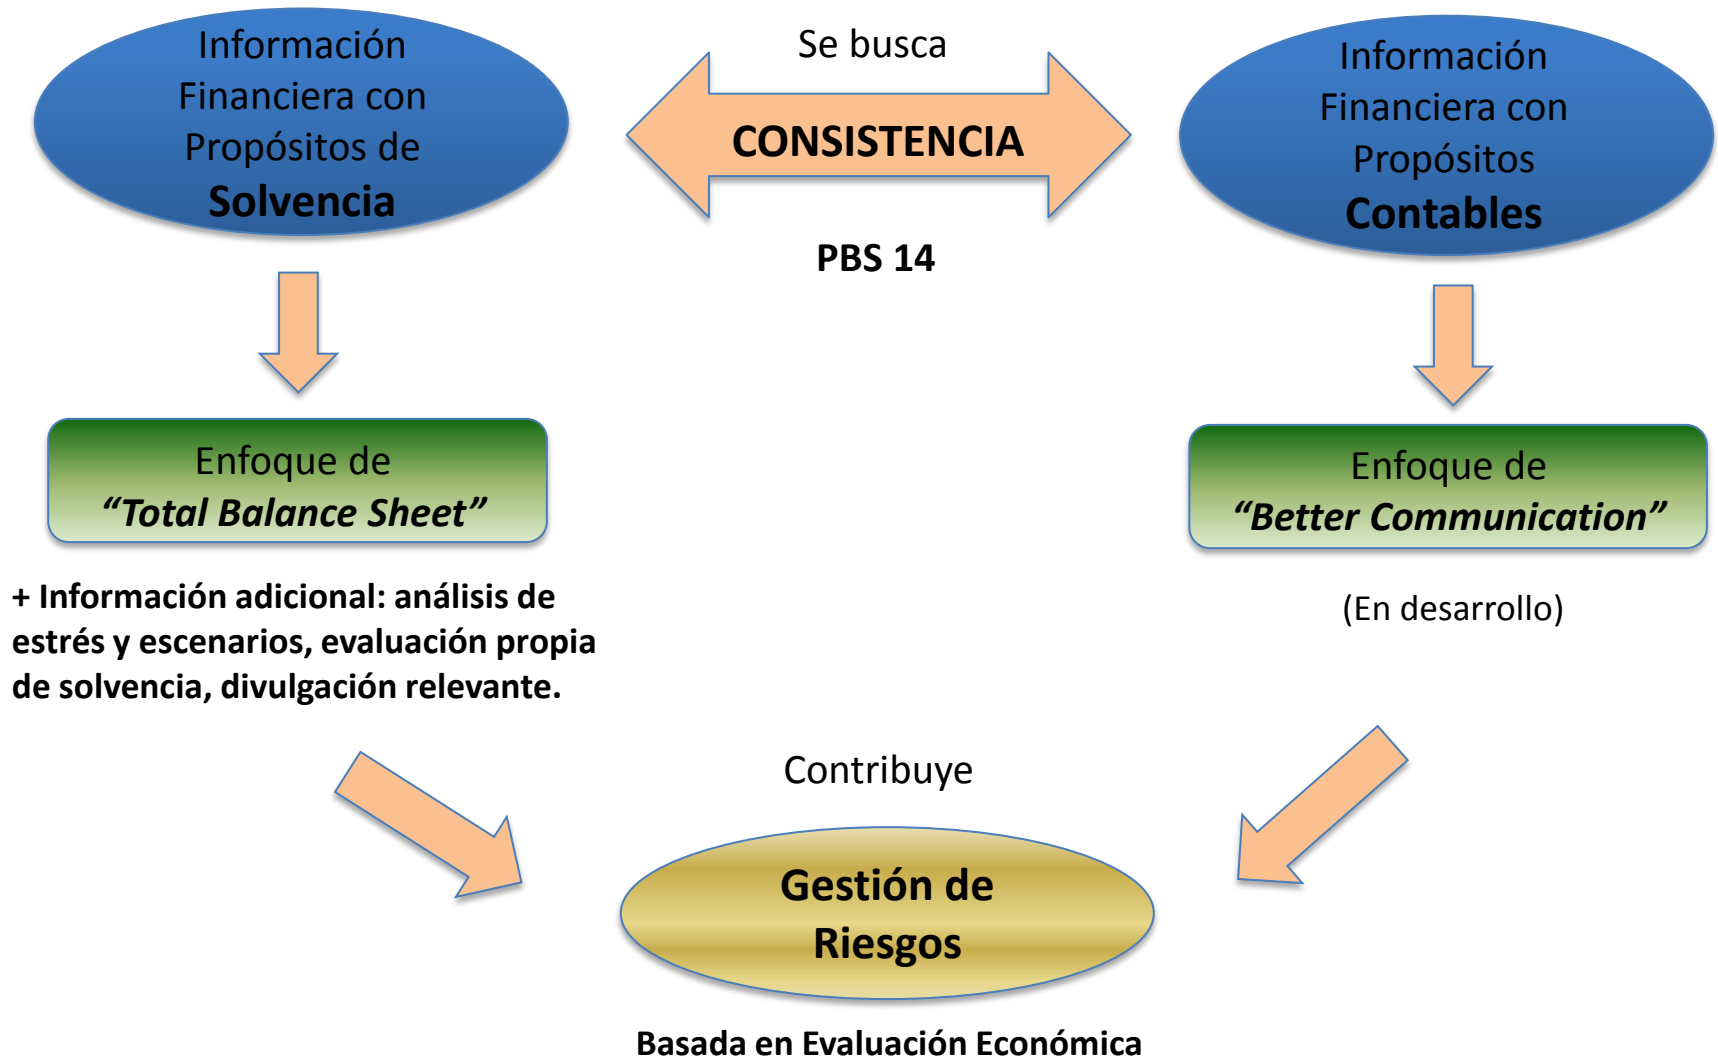 Información
Financiera con
Propósitos de
Solvencia
Se busca
CONSISTENCIA
PBS 14
Información
Financiera con
Propósitos
Contables
Enfoque de
“Total Balance Sheet”
Enfoque de
“Better Communication”
+ Información adicional: análisis de
estrés y escenarios, evaluación propia
de solvencia, divulgación relevante.
(En desarrollo)
Contribuye
Gestión de
Riesgos
Basada en Evaluación Económica